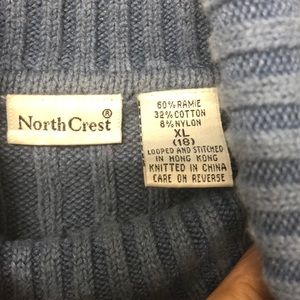 NorthCrest®
60% RAMIE
32% COTTON
8% NYLON
XL
(18)
LOOPED AND STITCHED
IN HONG KONG
KNITTED IN CHINA
CARE ON REVERSE